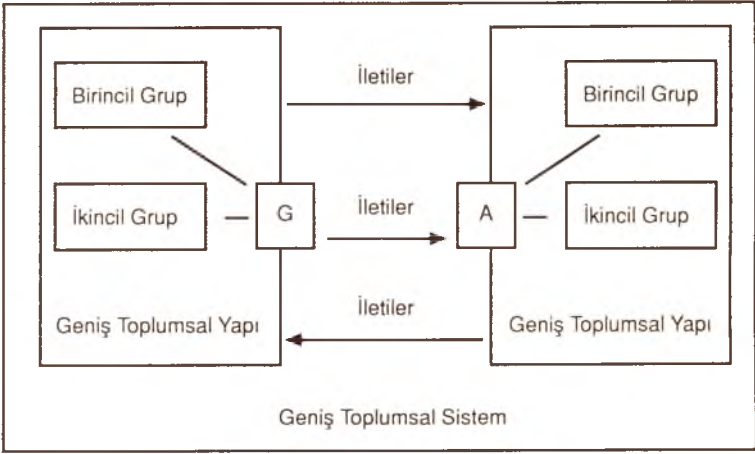 İletiler
Birincil Grup
Birincil Grup
İkincil Grup
G
İletiler
A
İkincil Grup
İletiler
Geniş Toplumsal Yapı
Geniş Toplumsal Yapı
Geniş Toplumsal Sistem